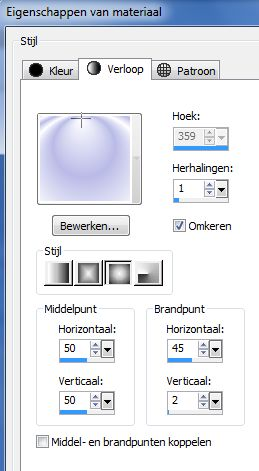 Eigenschappen van materiaal
Stijl
Kleur Verloop Patroon
Hoek:
359
Herhalingen:
1
Bewerken... Omkeren
Stijl
Middelpunt Brandpunt
Horizontaal: Horizontaal:
50 45
Verticaal: Verticaal:
50 2
Middel- en brandpunten koppelen